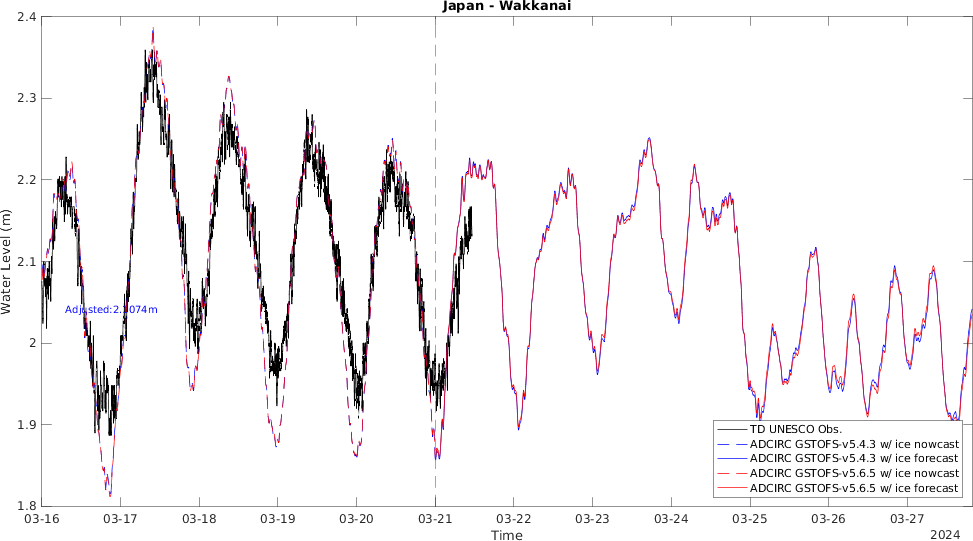 Japan - Wakkanai
Water Level (m)
2.4
2.3
2.2
2.1
2
1.9
1.8
Adjusted:2.1074m
03-16
03-17
03-18
03-19
03-20
03-21
03-22
03-23
03-24
03-25
03-26
03-27
Time
2024
TD UNESCO Obs.
ADCIRC GSTOFS-v5.4.3 w/ ice nowcast
ADCIRC GSTOFS-v5.4.3 w/ ice forecast
ADCIRC GSTOFS-v5.6.5 w/ ice nowcast
ADCIRC GSTOFS-v5.6.5 w/ ice forecast